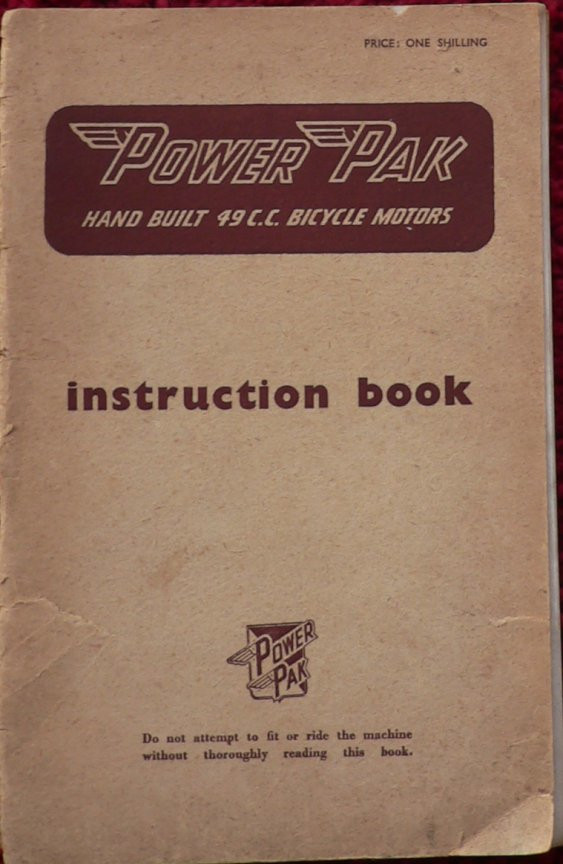 PRICE: ONE SHILLING
POWER PAK
HAND BUILT 49 C.C. BICYCLE MOTORS
instruction book
POWER
PAK
Do not attempt to fit or ride the machine
without thoroughly reading this book.